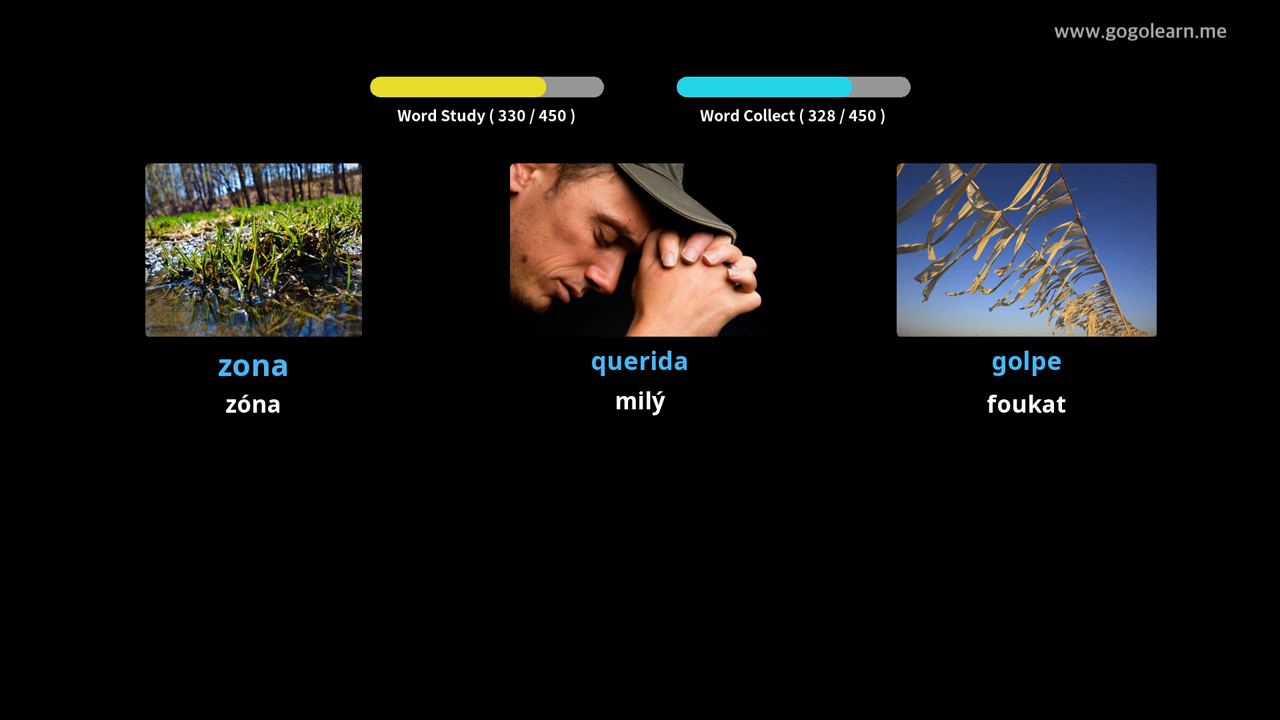 www.gogolearn.me
Word Study ( 330 / 450 )
Word Collect ( 328 / 450 )
zona
zóna
querida
milý
golpe
foukat